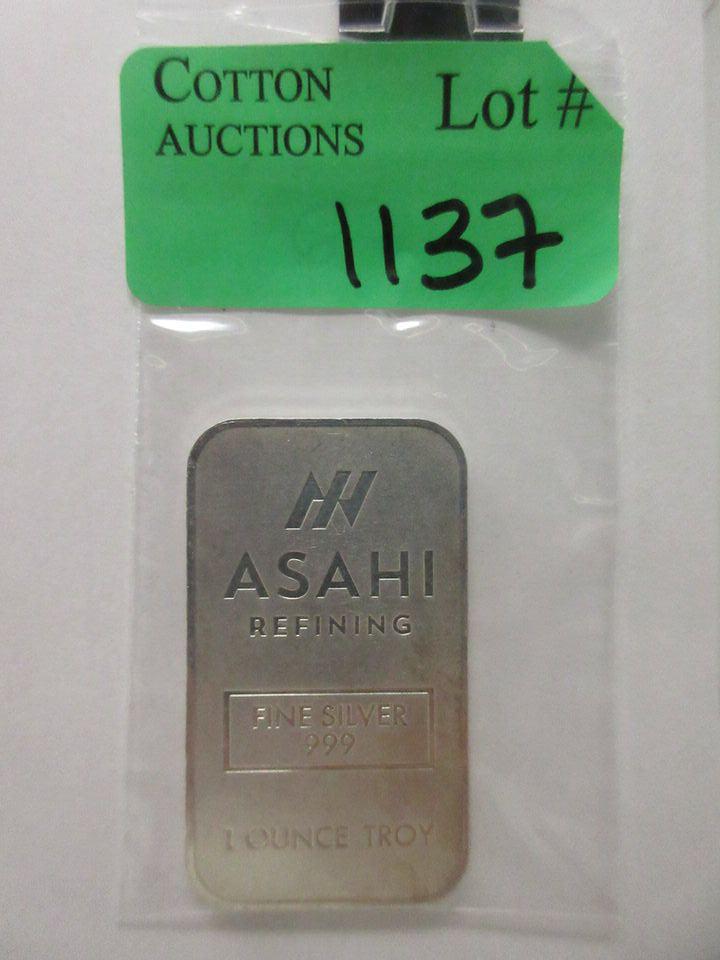 COTTON
AUCTIONS
Lot #
1137
ASAHI
REFINING
FINE SILVER
999
1 OUNCE TROY